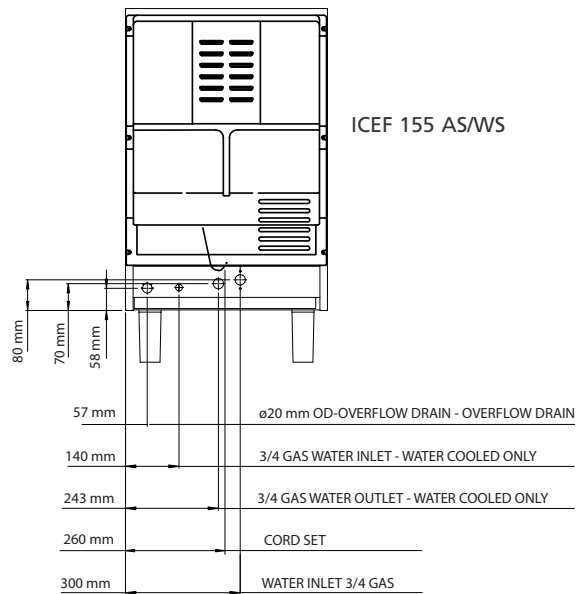 ICEF 155 AS/WS
80 mm
70 mm
58 mm
57 mm ø20 mm OD-OVERFLOW DRAIN - OVERFLOW DRAIN
140 mm 3/4 GAS WATER INLET - WATER COOLED ONLY
243 mm 3/4 GAS WATER OUTLET - WATER COOLED ONLY
260 mm CORD SET
300 mm WATER INLET 3/4 GAS